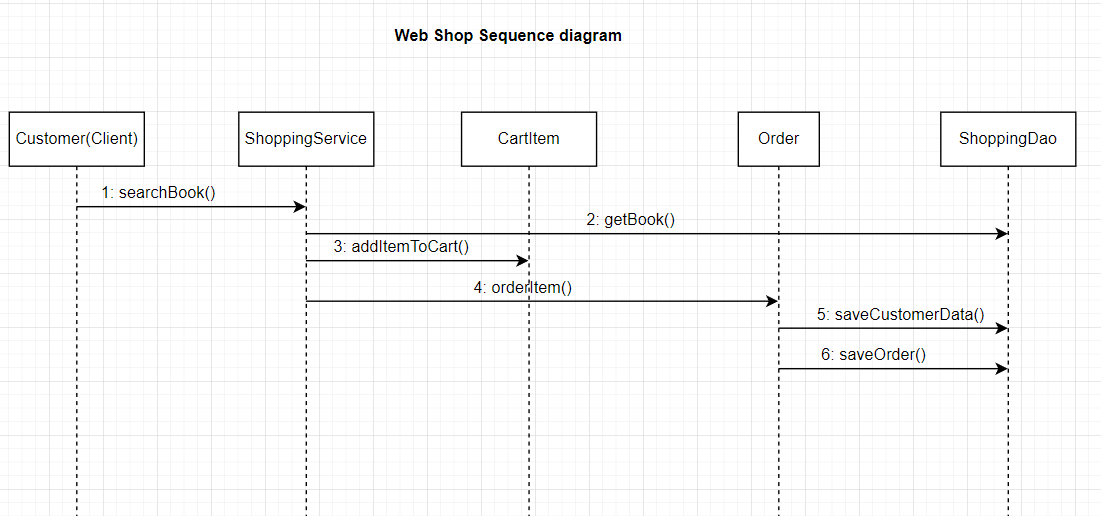 Web Shop Sequence diagram
Customer(Client)
ShoppingService
CartItem
Order
ShoppingDao
1: searchBook()
2: getBook()
3: addItemToCart()
4: orderItem()
5: saveCustomerData()
6: saveOrder()